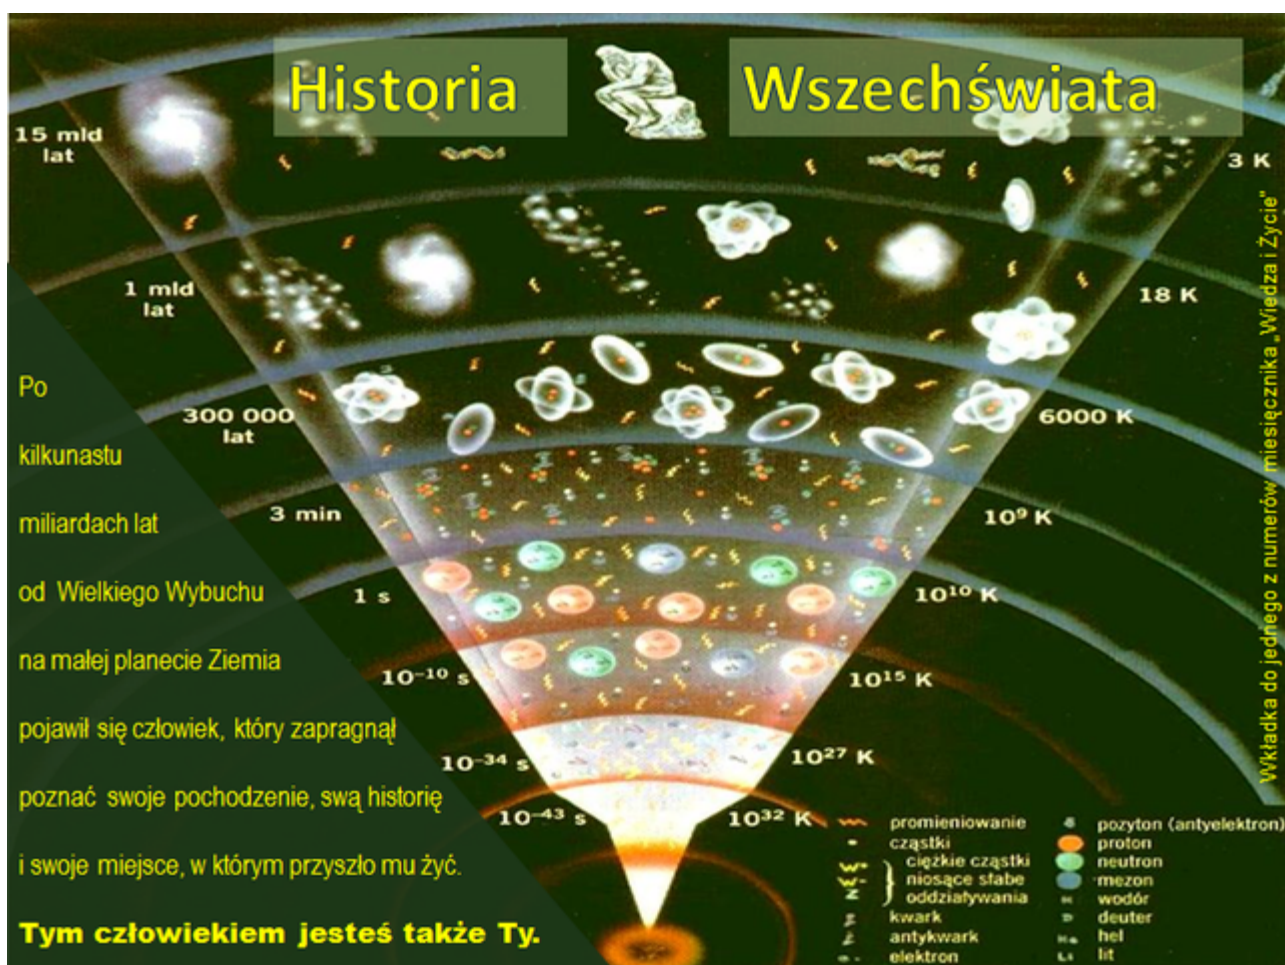 Historia Wszechświata
15 mld
lat
3 K
1 mld
lat
18 K
300 000
lat
6000 K
3 min
10⁹ K
1 s
10¹⁰ K
10⁻¹⁰ s
10¹⁵ K
10⁻³⁴ s
10²⁷ K
10⁻⁴³ s
10³² K
Po
kilkunastu
miliardach lat
od Wielkiego Wybuchu
na małej planecie Ziemia
pojawił się człowiek, który zapragnął
poznać swoje pochodzenie, swą historię
i swoje miejsce, w którym przyszło mu żyć.
Tym człowiekiem jesteś także Ty.
promieniowanie
cząstki
ciężkie cząstki
niosące słabe
oddziaływania
kwark
antykwark
elektron
pozyton (antyelektron)
proton
neutron
mezon
H wodór
D deuter
He hel
Li lit
Wkładka do jednego z numerów miesięcznika „Wiedza i Życie"